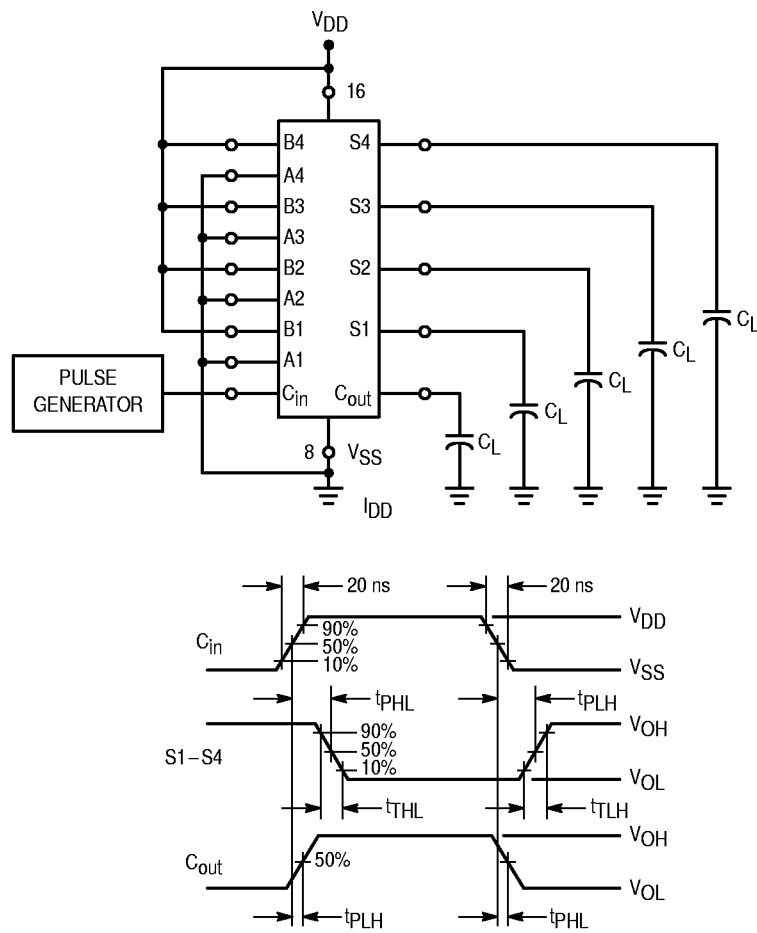 VDD
16
B4 S4
A4
B3 S3
A3
B2 S2
A2
B1 S1
A1
PULSE
GENERATOR
Cin Cout
CL
CL
CL
CL
CL
8 VSS
IDD
20 ns 20 ns
Cin
90%
50%
10%
VDD
VSS
tPHL tPLH
S1–S4
90%
50%
10%
VOH
VOL
tTHL tTLH
Cout
50%
VOH
VOL
tPLH tPHL